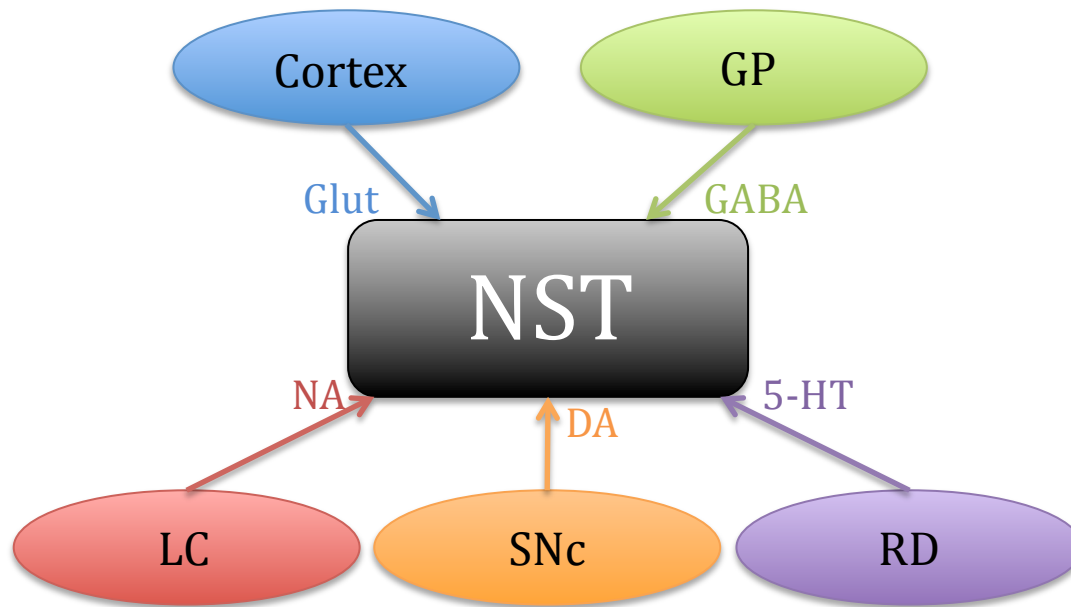 Cortex
GP
Glut
GABA
NST
NA
DA
5-HT
LC
SNc
RD